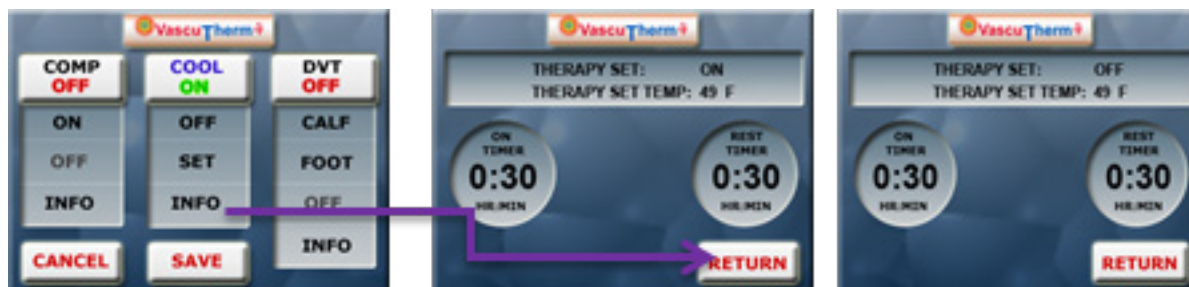 VascuTherm4
COMP
OFF
COOL
ON
DVT
OFF
ON
OFF
CALF
OFF
SET
FOOT
INFO
INFO
OFF
INFO
CANCEL
SAVE
VascuTherm4
THERAPY SET: ON
THERAPY SET TEMP: 49 F
ON
TIMER
0:30
HR:MIN
REST
TIMER
0:30
HR:MIN
RETURN
VascuTherm4
THERAPY SET: OFF
THERAPY SET TEMP: 49 F
ON
TIMER
0:30
HR:MIN
REST
TIMER
0:30
HR:MIN
RETURN